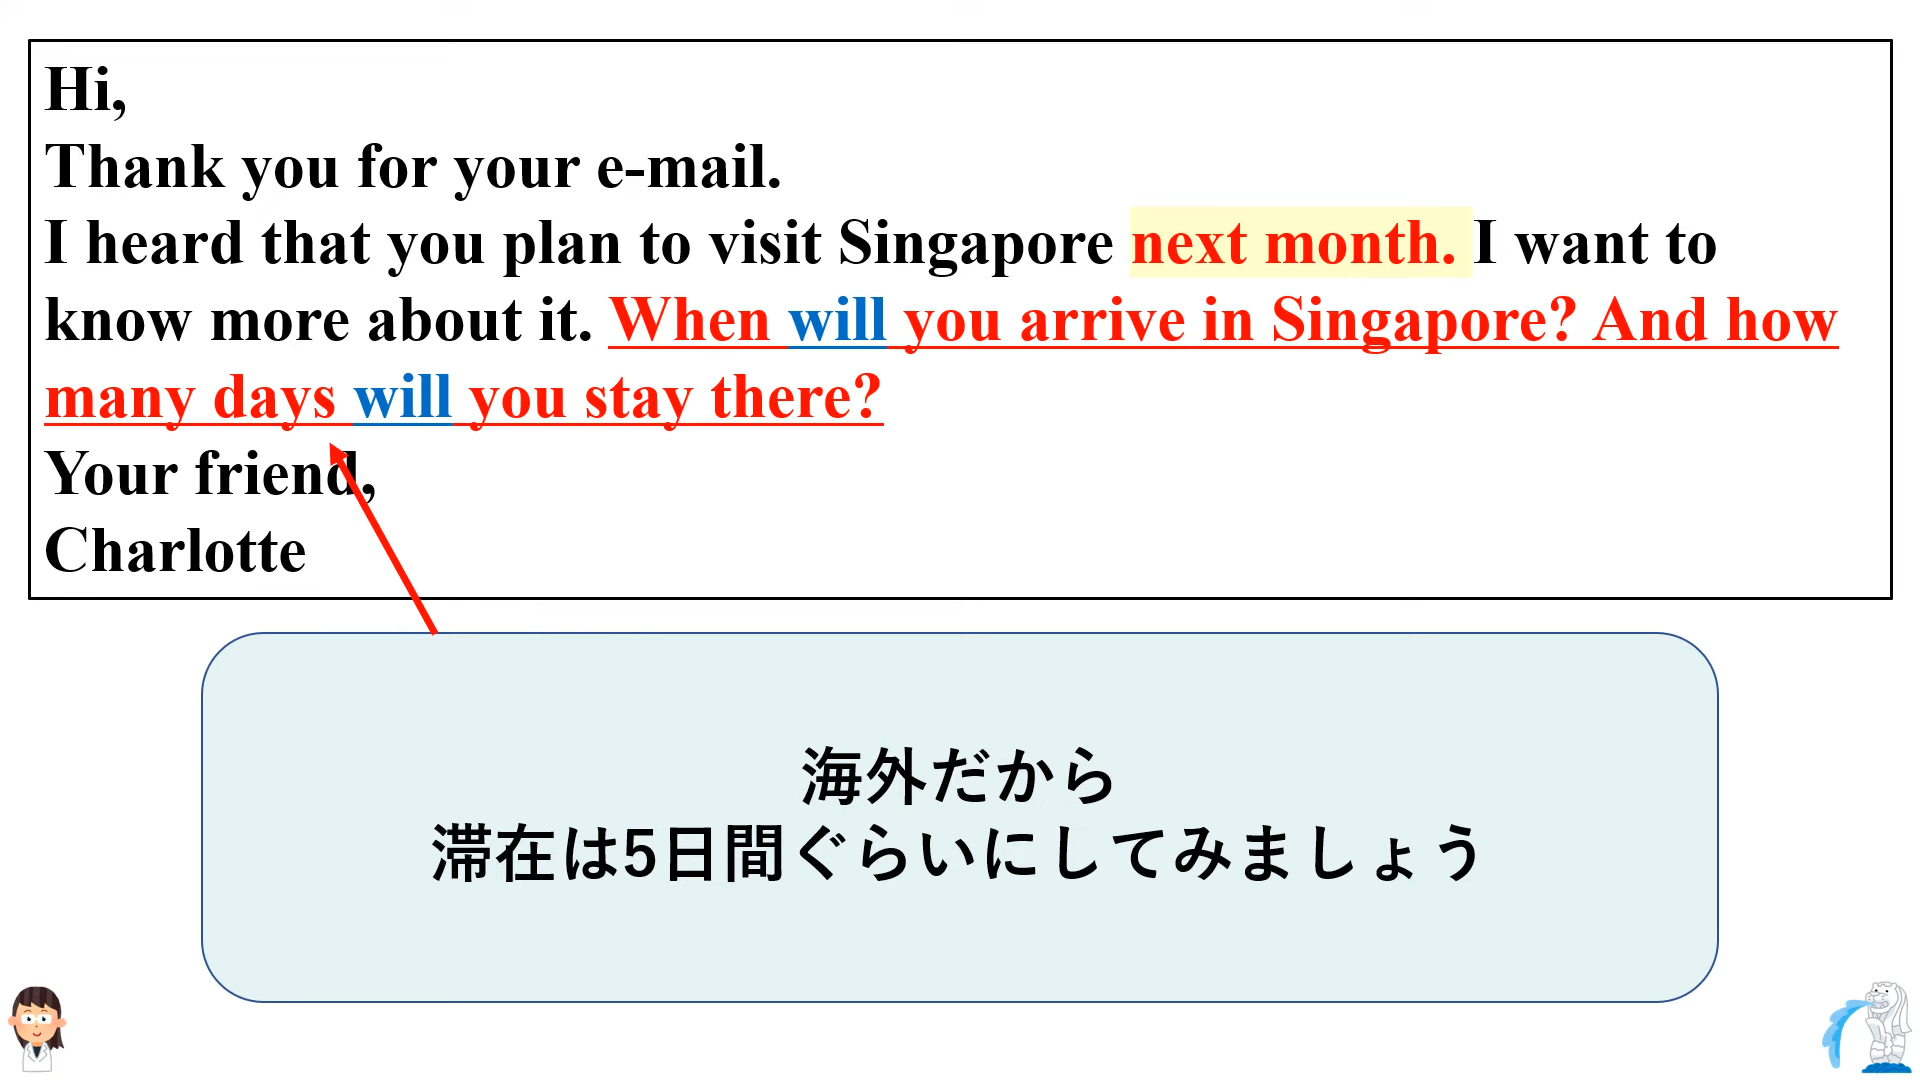 Hi,
Thank you for your e-mail.
I heard that you plan to visit Singapore next month. I want to
know more about it. When will you arrive in Singapore? And how
many days will you stay there?
Your friend,
Charlotte
海外だから
滞在は5日間ぐらいにしてみましょう